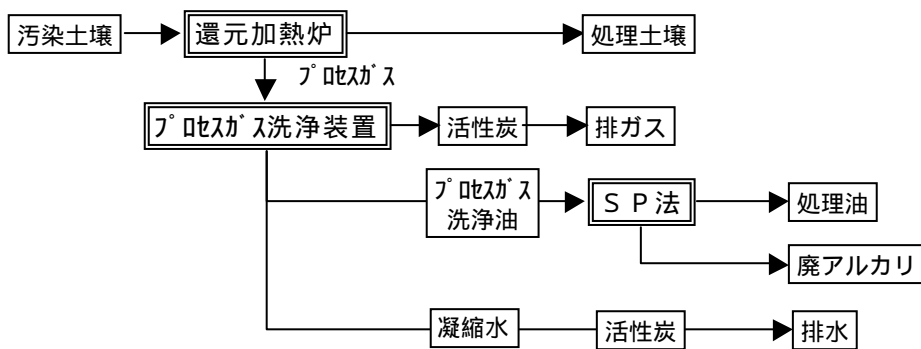 汚染土壌
還元加熱炉
処理土壌
プロセスガス
プロセスガス洗浄装置
活性炭
排ガス
プロセスガス
洗浄油
ＳＰ法
処理油
廃アルカリ
凝縮水
活性炭
排水